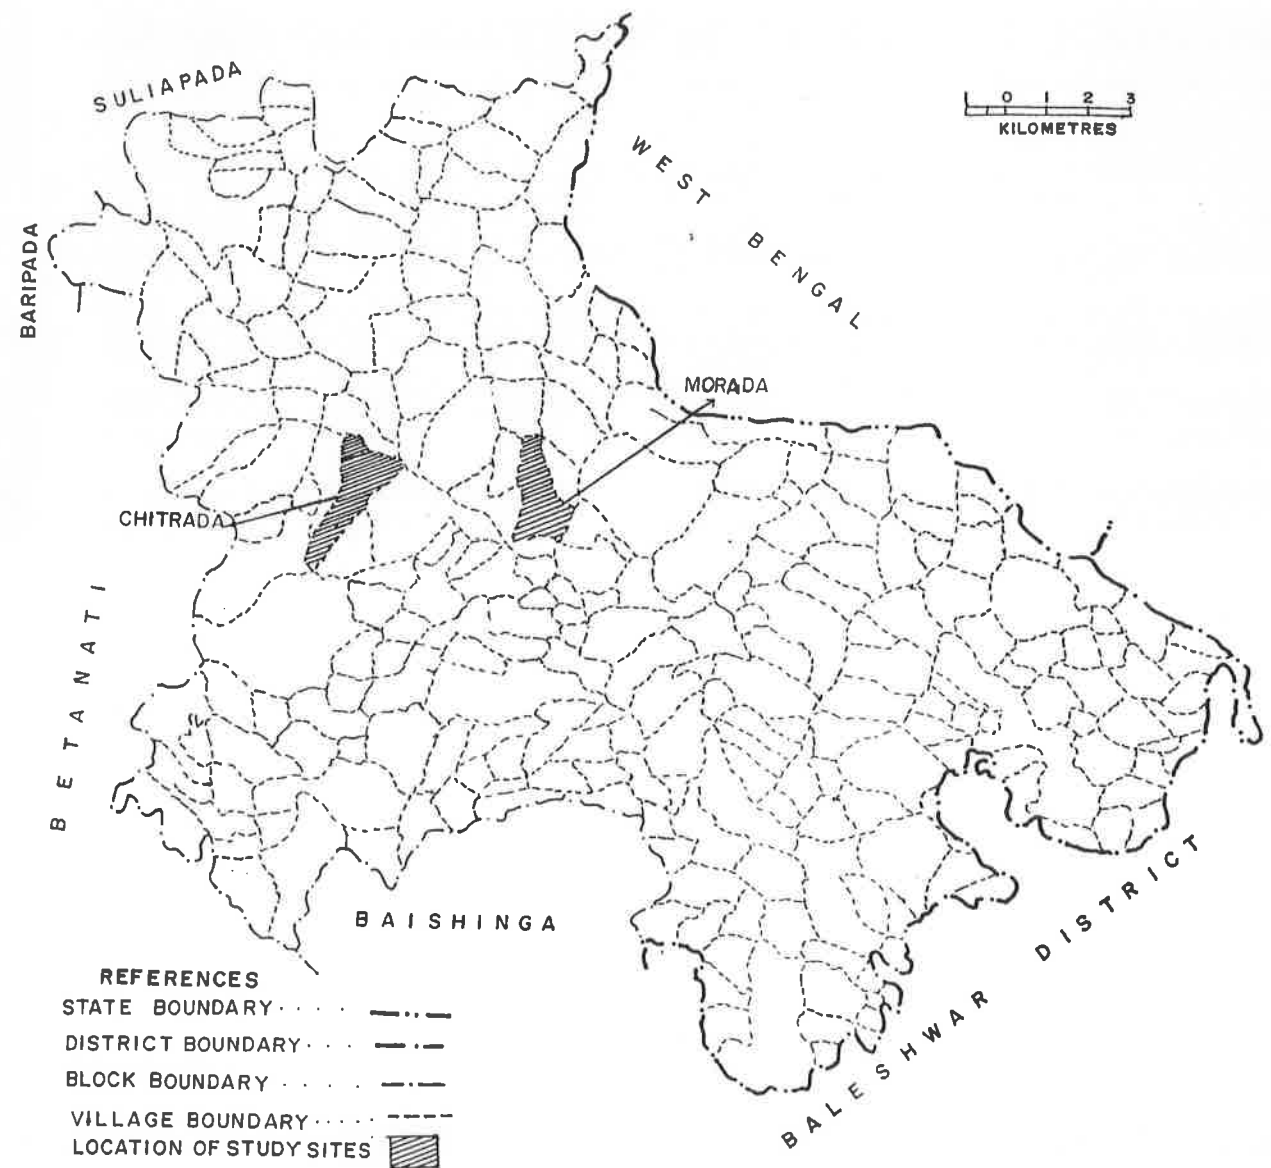 SULIAPADA
1 0 1 2 3
KILOMETRES
WEST BENGAL
BARIPADA
MORADA
CHITRADA
BETANATI
BAISHINGA
BALESHWAR DISTRICT
REFERENCES
STATE BOUNDARY
DISTRICT BOUNDARY
BLOCK BOUNDARY
VILLAGE BOUNDARY
LOCATION OF STUDY SITES